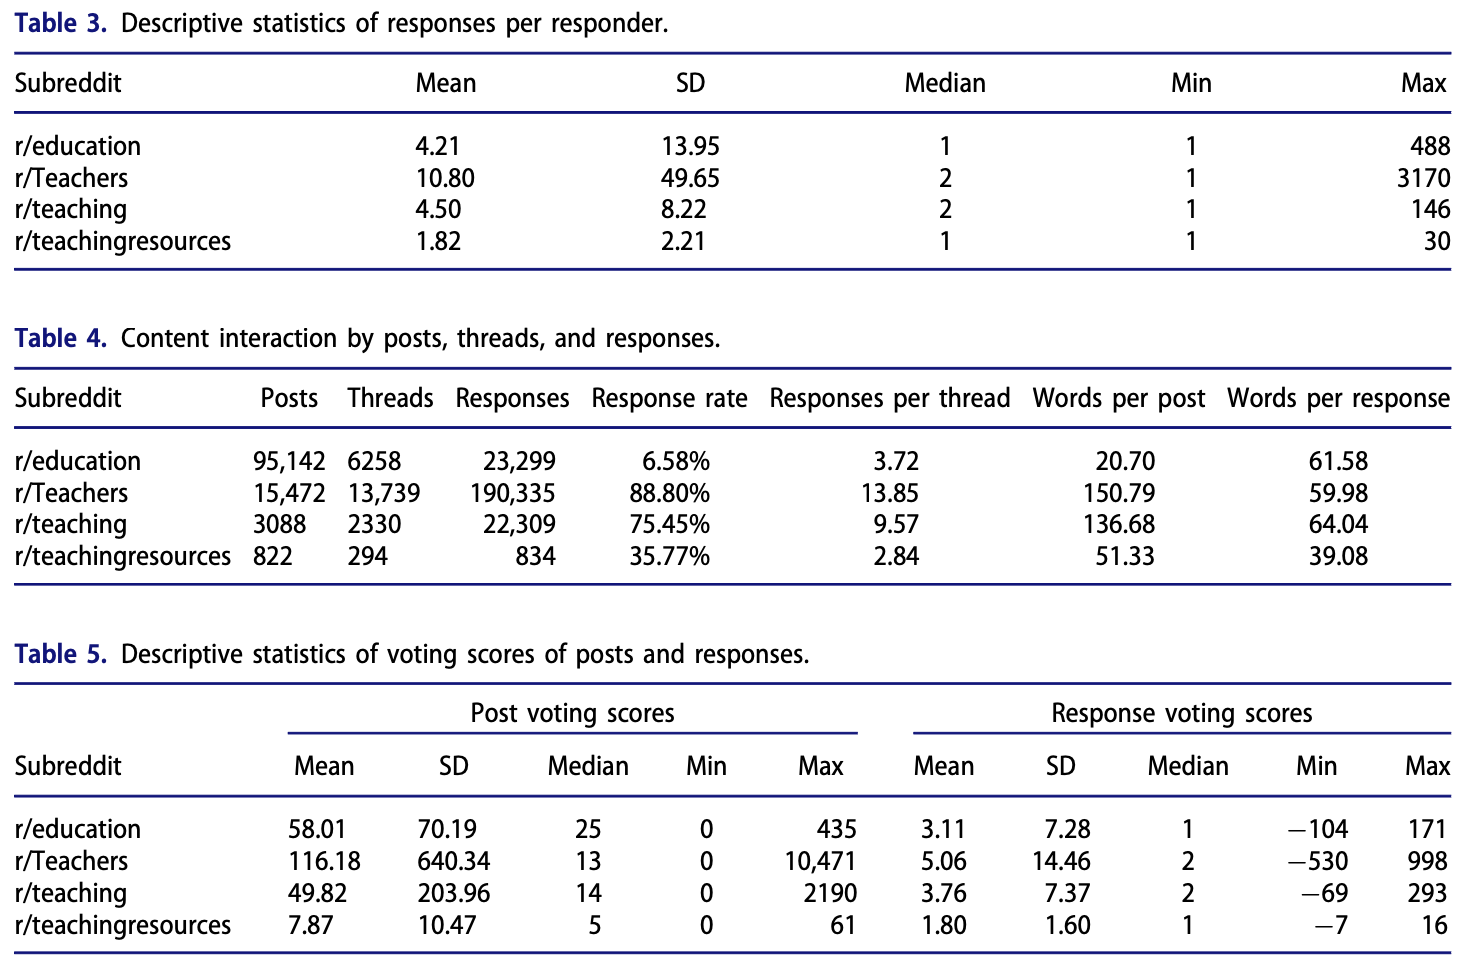 Table 3. Descriptive statistics of responses per responder.
Subreddit Mean SD Median Min Max
r/education 4.21 13.95 1 1 488
r/Teachers 10.80 49.65 2 1 3170
r/teaching 4.50 8.22 2 1 146
r/teachingresources 1.82 2.21 1 1 30
Table 4. Content interaction by posts, threads, and responses.
Subreddit Posts Threads Responses Response rate Responses per thread Words per post Words per response
r/education 95,142 6258 23,299 6.58% 3.72 20.70 61.58
r/Teachers 15,472 13,739 190,335 88.80% 13.85 150.79 59.98
r/teaching 3088 2330 22,309 75.45% 9.57 136.68 64.04
r/teachingresources 822 294 834 35.77% 2.84 51.33 39.08
Table 5. Descriptive statistics of voting scores of posts and responses.
Post voting scores Response voting scores
Subreddit Mean SD Median Min Max Mean SD Median Min Max
r/education 58.01 70.19 25 0 435 3.11 7.28 1 −104 171
r/Teachers 116.18 640.34 13 0 10,471 5.06 14.46 2 −530 998
r/teaching 49.82 203.96 14 0 2190 3.76 7.37 2 −69 293
r/teachingresources 7.87 10.47 5 0 61 1.80 1.60 1 −7 16